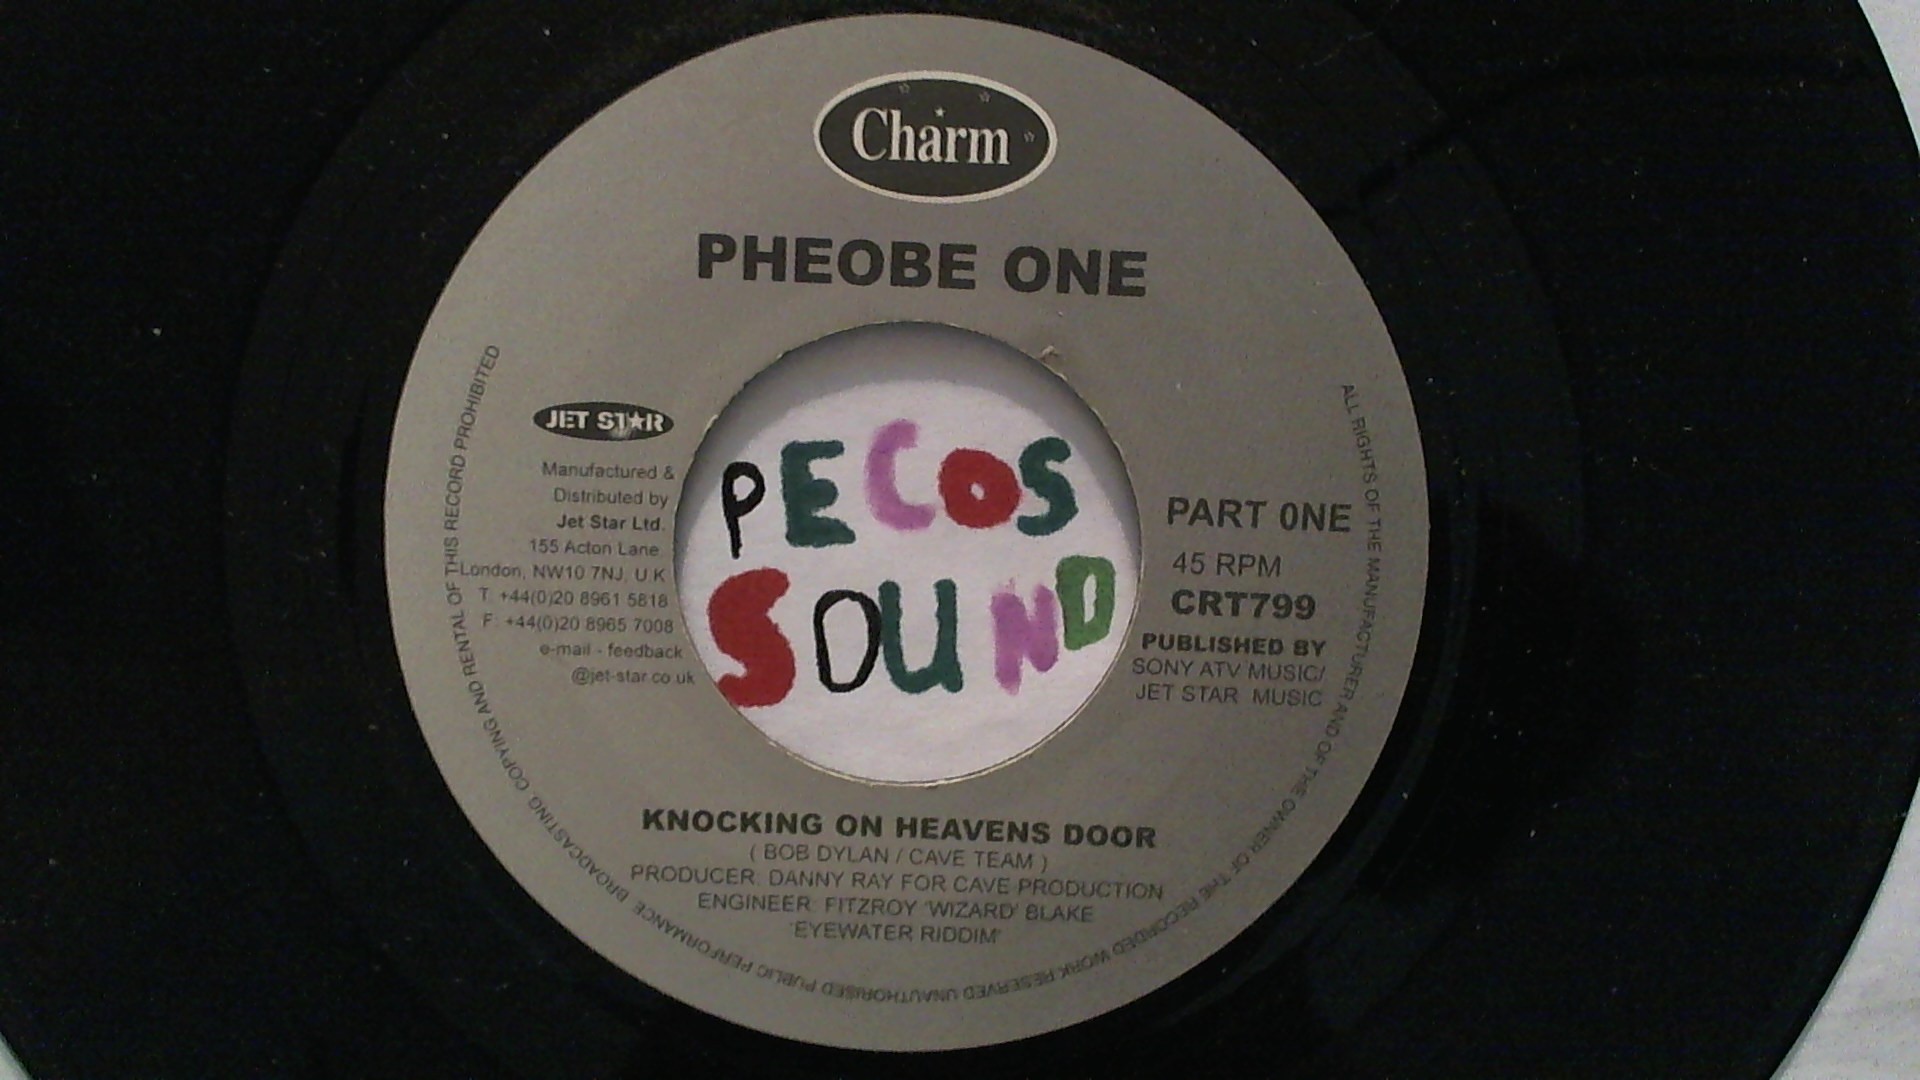 Charm
PHEOBE ONE
JET STAR
Manufactured &
Distributed by
Jet Star Ltd.
155 Acton Lane.
London, NW10 7NJ, U.K
T. +44(0)20 8961 5818
F: +44(0)20 8965 7008
e-mail - feedback
@jet-star.co.uk
PECOS
SOUND
PART 0NE
45 RPM
CRT799
PUBLISHED BY
SONY ATV MUSIC/
JET STAR MUSIC
KNOCKING ON HEAVENS DOOR
( BOB DYLAN / CAVE TEAM )
PRODUCER: DANNY RAY FOR CAVE PRODUCTION
ENGINEER: FITZROY 'WIZARD' BLAKE
'EYEWATER RIDDIM'
ALL RIGHTS OF THE MANUFACTURER AND OF THE OWNER OF THE RECORDED WORK RESERVED UNAUTHORISED PUBLIC PERFORMANCE BROADCASTING COPYING AND RENTAL OF THIS RECORD PROHIBITED